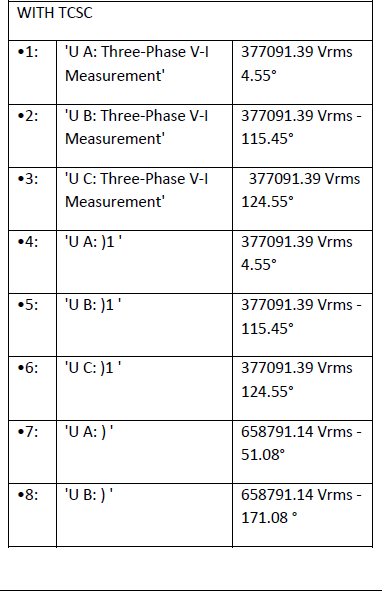 WITH TCSC
•1: 'U A: Three-Phase V-I 377091.39 Vrms
Measurement' 4.55°
•2: 'U B: Three-Phase V-I 377091.39 Vrms -
Measurement' 115.45°
•3: 'U C: Three-Phase V-I 377091.39 Vrms
Measurement' 124.55°
•4: 'U A: )1 ' 377091.39 Vrms
4.55°
•5: 'U B: )1 ' 377091.39 Vrms -
115.45°
•6: 'U C: )1 ' 377091.39 Vrms
124.55°
•7: 'U A: ) ' 658791.14 Vrms -
51.08°
•8: 'U B: ) ' 658791.14 Vrms -
171.08 °